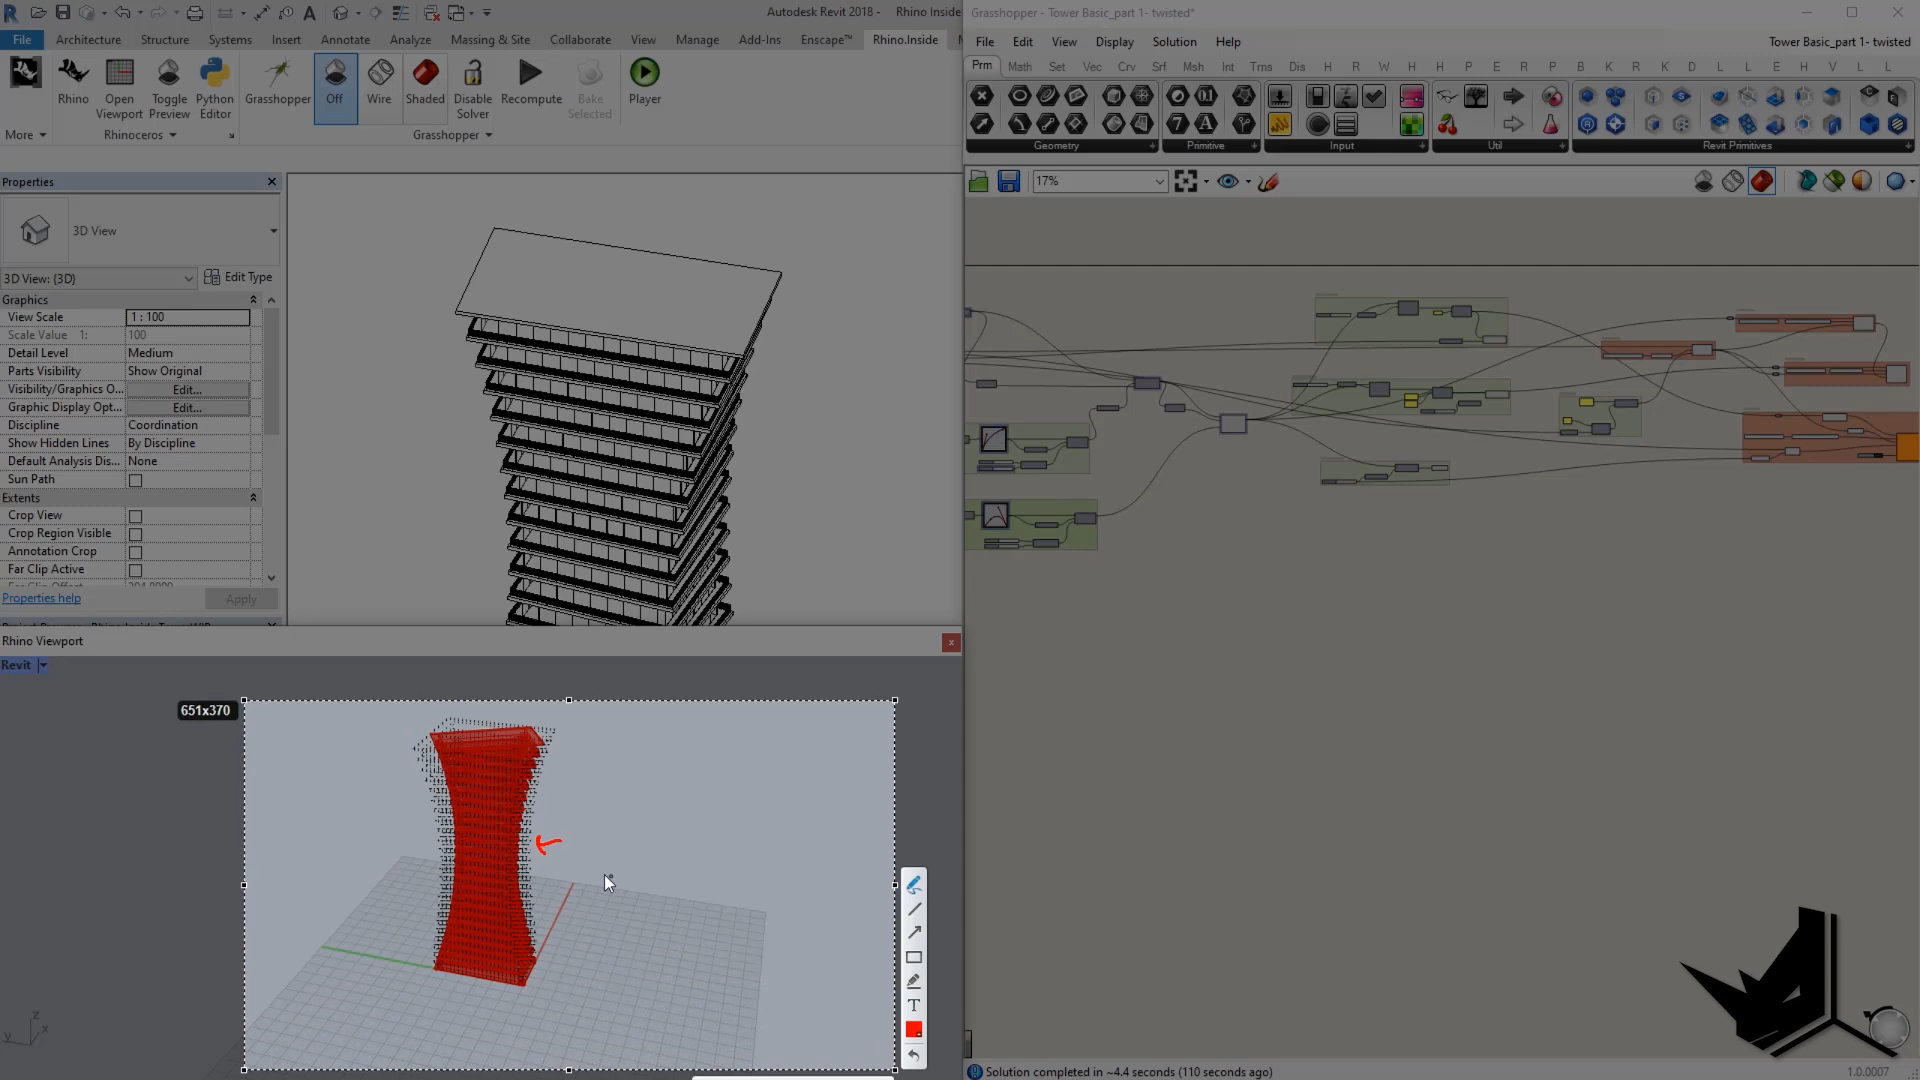 Autodesk Revit 2018 - Rhino Inside
File Architecture Structure Systems Insert Annotate Analyze Massing & Site Collaborate View Manage Add-Ins Enscape™ Rhino.Inside
Rhino Open Viewport Toggle Preview Python Editor Grasshopper Off Wire Shaded Disable Solver Recompute Bake Selected Player
More Rhinoceros Grasshopper
Properties
3D View
3D View: {3D} Edit Type
Graphics
View Scale 1 : 100
Scale Value 1: 100
Detail Level Medium
Parts Visibility Show Original
Visibility/Graphics O... Edit...
Graphic Display Opt... Edit...
Discipline Coordination
Show Hidden Lines By Discipline
Default Analysis Dis... None
Sun Path
Extents
Crop View
Crop Region Visible
Annotation Crop
Far Clip Active
Properties help Apply
Rhino Viewport
Revit
651x370
z
y x
T
Grasshopper - Tower Basic_part 1- twisted*
File Edit View Display Solution Help Tower Basic_part 1- twisted
Prm Math Set Vec Crv Srf Msh Int Trns Dis H R W H H P E R P B K R K D L L E H V L L
Geometry Primitive Input Util Revit Primitives
17%
Solution completed in ~4.4 seconds (110 seconds ago) 1.0.0007